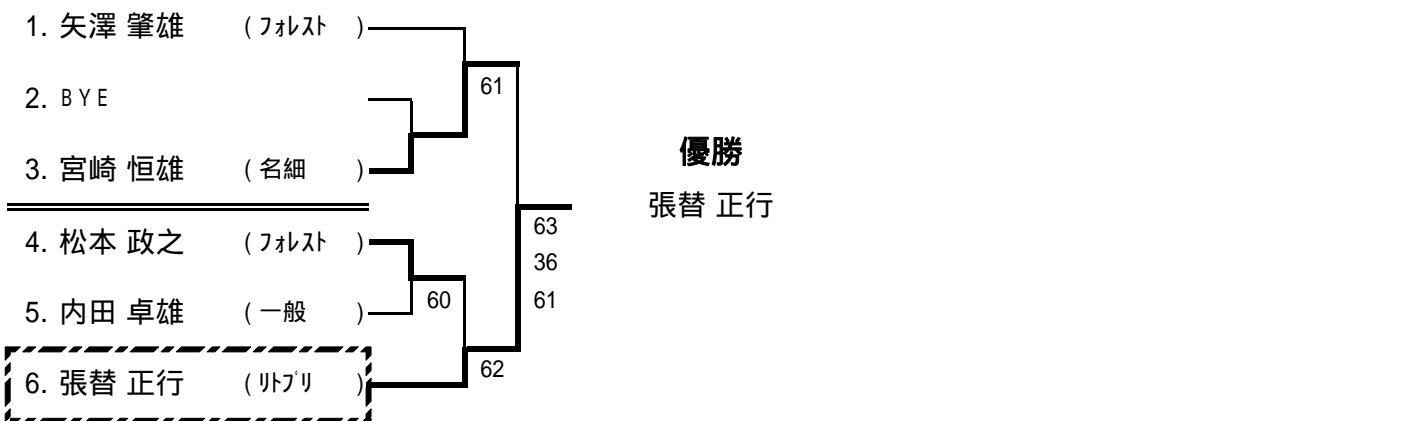 1. 矢澤 肇雄 ( フォレスト )
61
2. BYE
優勝
3. 宮崎 恒雄 ( 名細 )
張替 正行
63
4. 松本 政之 ( フォレスト )
36
5. 内田 卓雄 ( 一般 )
60
61
6. 張替 正行 ( リトプリ )
62